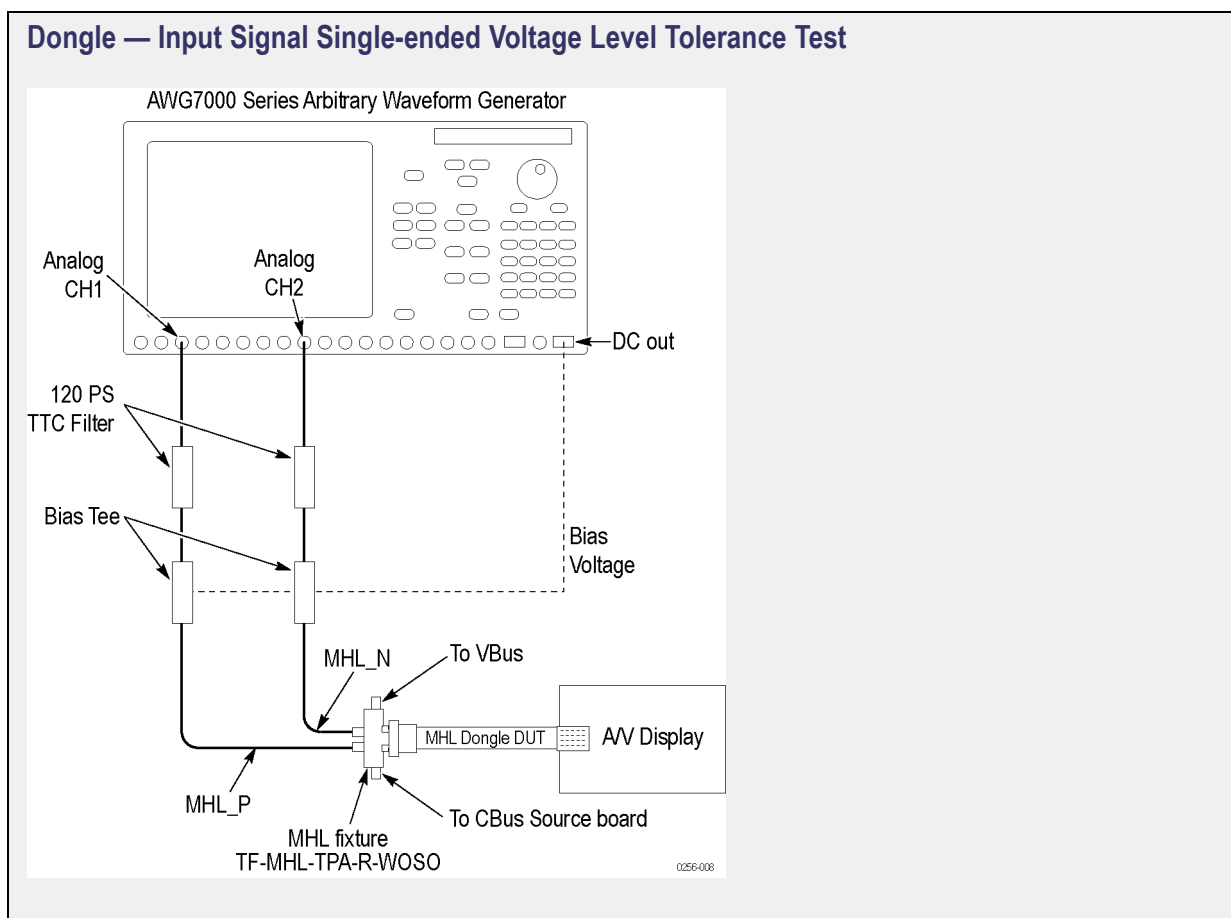 Dongle — Input Signal Single-ended Voltage Level Tolerance Test
AWG7000 Series Arbitrary Waveform Generator
Analog
CH1
Analog
CH2
DC out
120 PS
TTC Filter
Bias Tee
Bias
Voltage
MHL_N
To VBus
MHL Dongle DUT
A/V Display
MHL_P
To CBus Source board
MHL fixture
TF-MHL-TPA-R-WOSO
0256-008